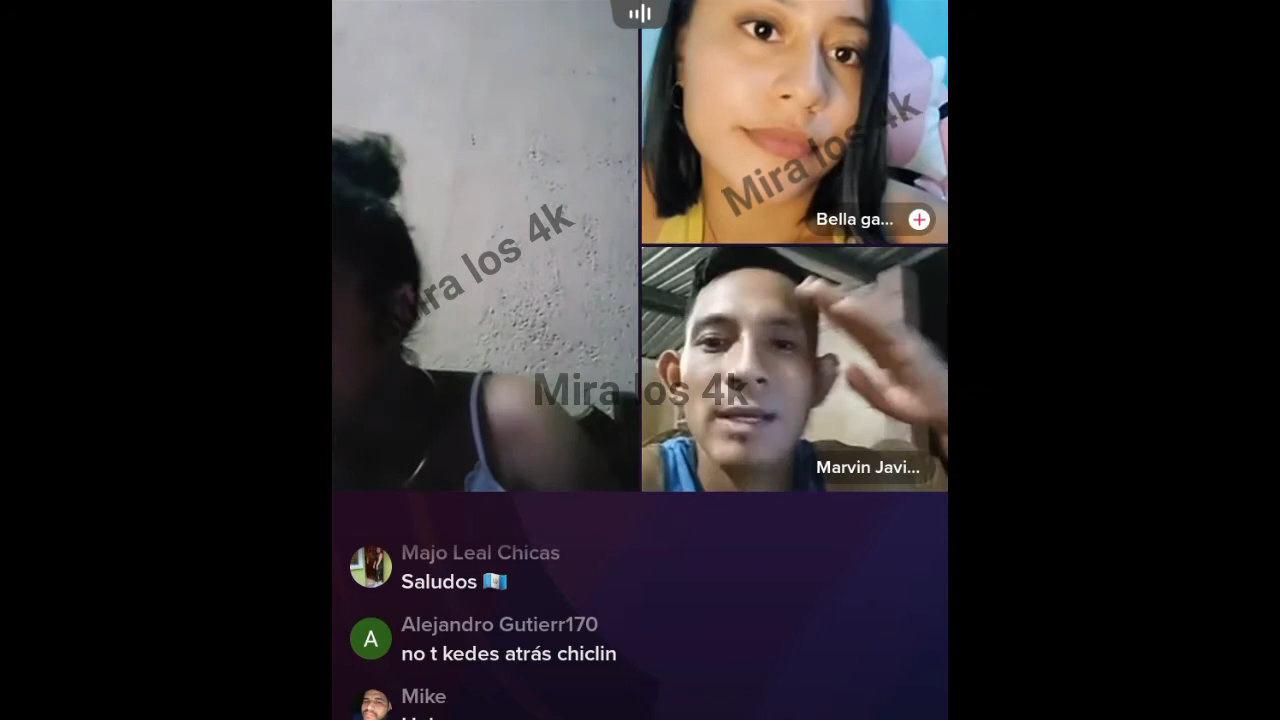 Mira los 4k
Bella ga...
ira los 4k
Mira los 4k
Marvin Javi...
Majo Leal Chicas
Saludos 🇬🇹
Alejandro Gutierr170
A
no t kedes atrás chiclin
Mike